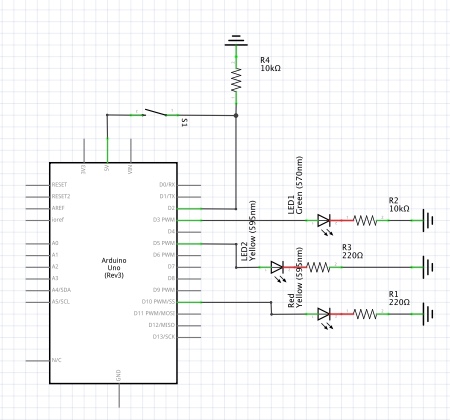 R4
10kΩ
S1
3V3
5V
VIN
RESET
RESET2
AREF
ioref
A0
A1
A2
A3
A4/SDA
A5/SCL
N/C
D0/RX
D1/TX
D2
D3 PWM
D4
D5 PWM
D6 PWM
D7
D8
D9 PWM
D10 PWM/SS
D11 PWM/MOSI
D12/MISO
D13/SCK
GND
Arduino
Uno
(Rev3)
LED1
Green (570nm)
R2
10kΩ
LED2
Yellow (595nm)
R3
220Ω
Red
Yellow (595nm)
R1
220Ω